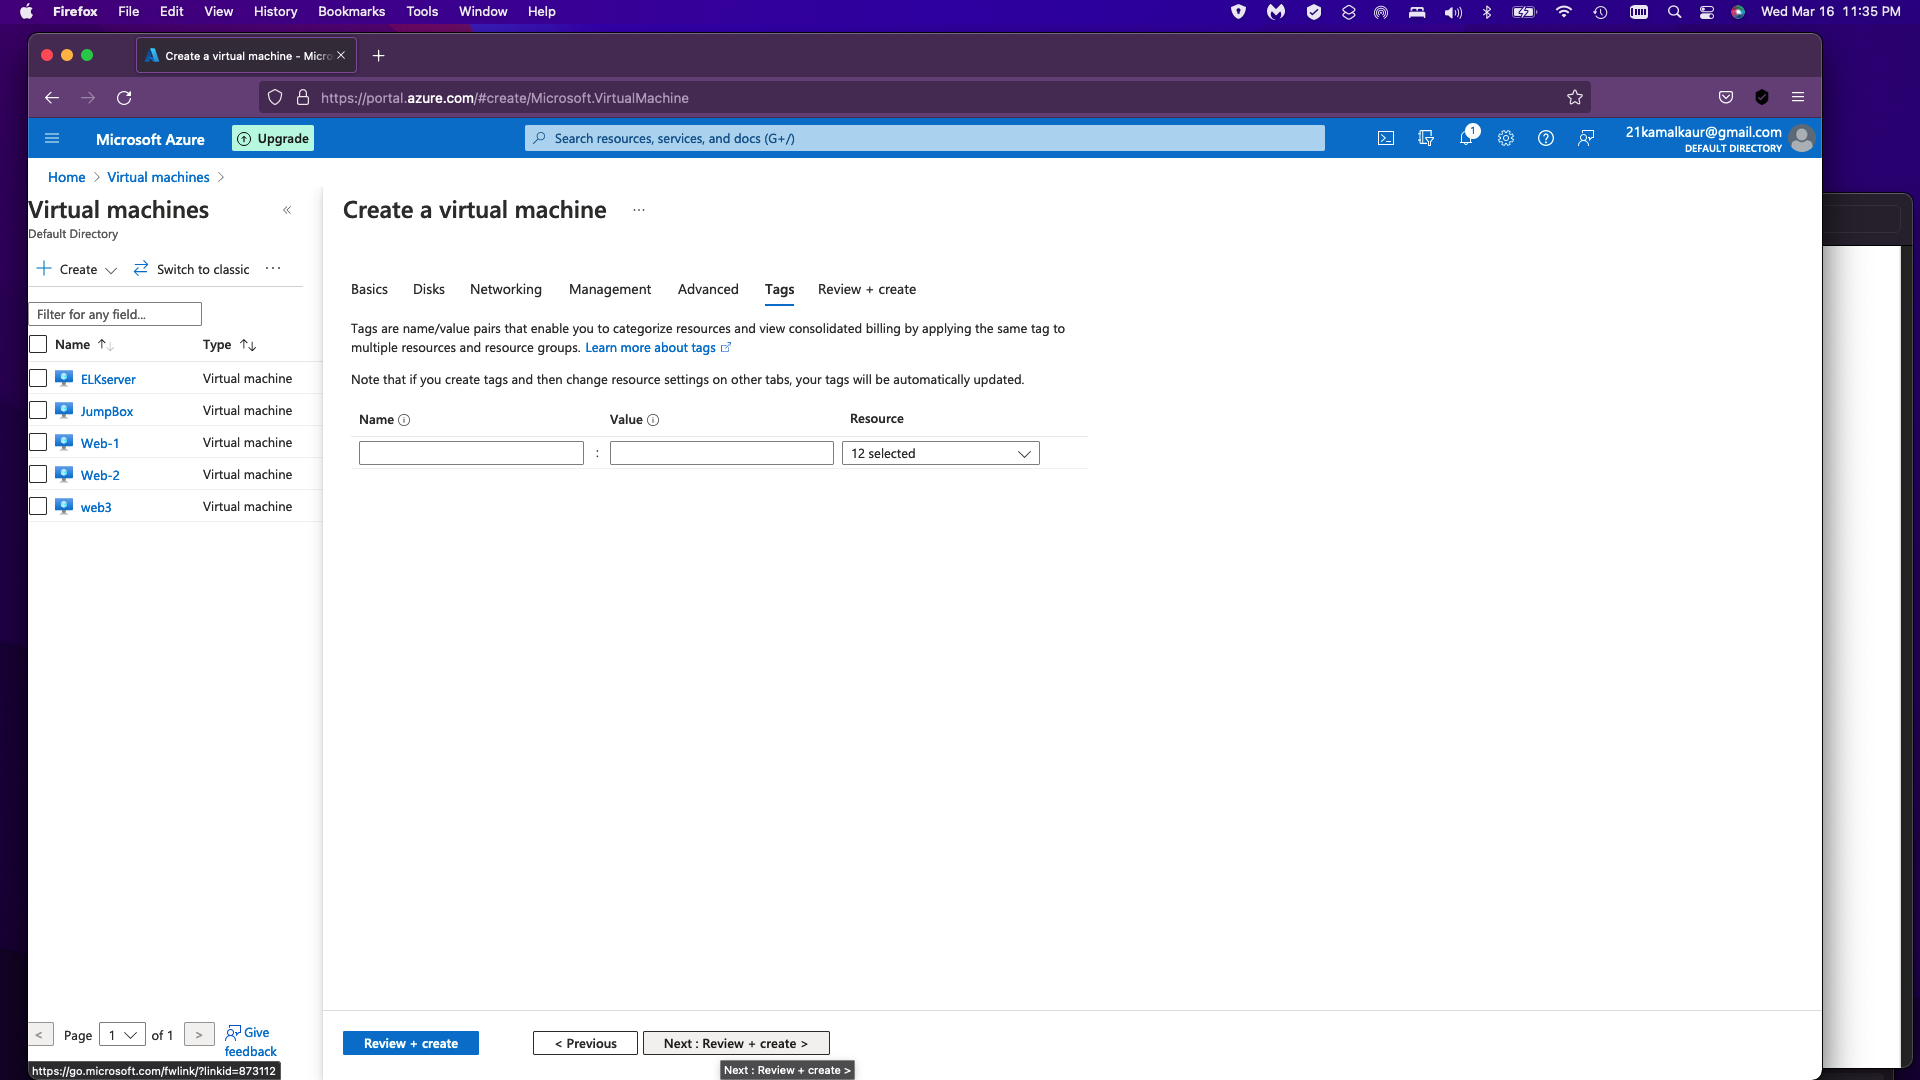 Firefox File Edit View History Bookmarks Tools Window Help Wed Mar 16 11:35 PM
Create a virtual machine - Micro
https://portal.azure.com/#create/Microsoft.VirtualMachine
Microsoft Azure Upgrade Search resources, services, and docs (G+/) 1 21kamalkaur@gmail.com
DEFAULT DIRECTORY
Home > Virtual machines >
Virtual machines «
Default Directory
Create Switch to classic ...
Filter for any field...
Name Type
ELKserver Virtual machine
JumpBox Virtual machine
Web-1 Virtual machine
Web-2 Virtual machine
web3 Virtual machine
< Page 1 of 1 > Give
feedback
https://go.microsoft.com/fwlink/?linkid=873112
Create a virtual machine ...
Basics Disks Networking Management Advanced Tags Review + create
Tags are name/value pairs that enable you to categorize resources and view consolidated billing by applying the same tag to
multiple resources and resource groups. Learn more about tags
Note that if you create tags and then change resource settings on other tabs, your tags will be automatically updated.
Name Value Resource
: 12 selected
Review + create < Previous Next : Review + create >
Next : Review + create >